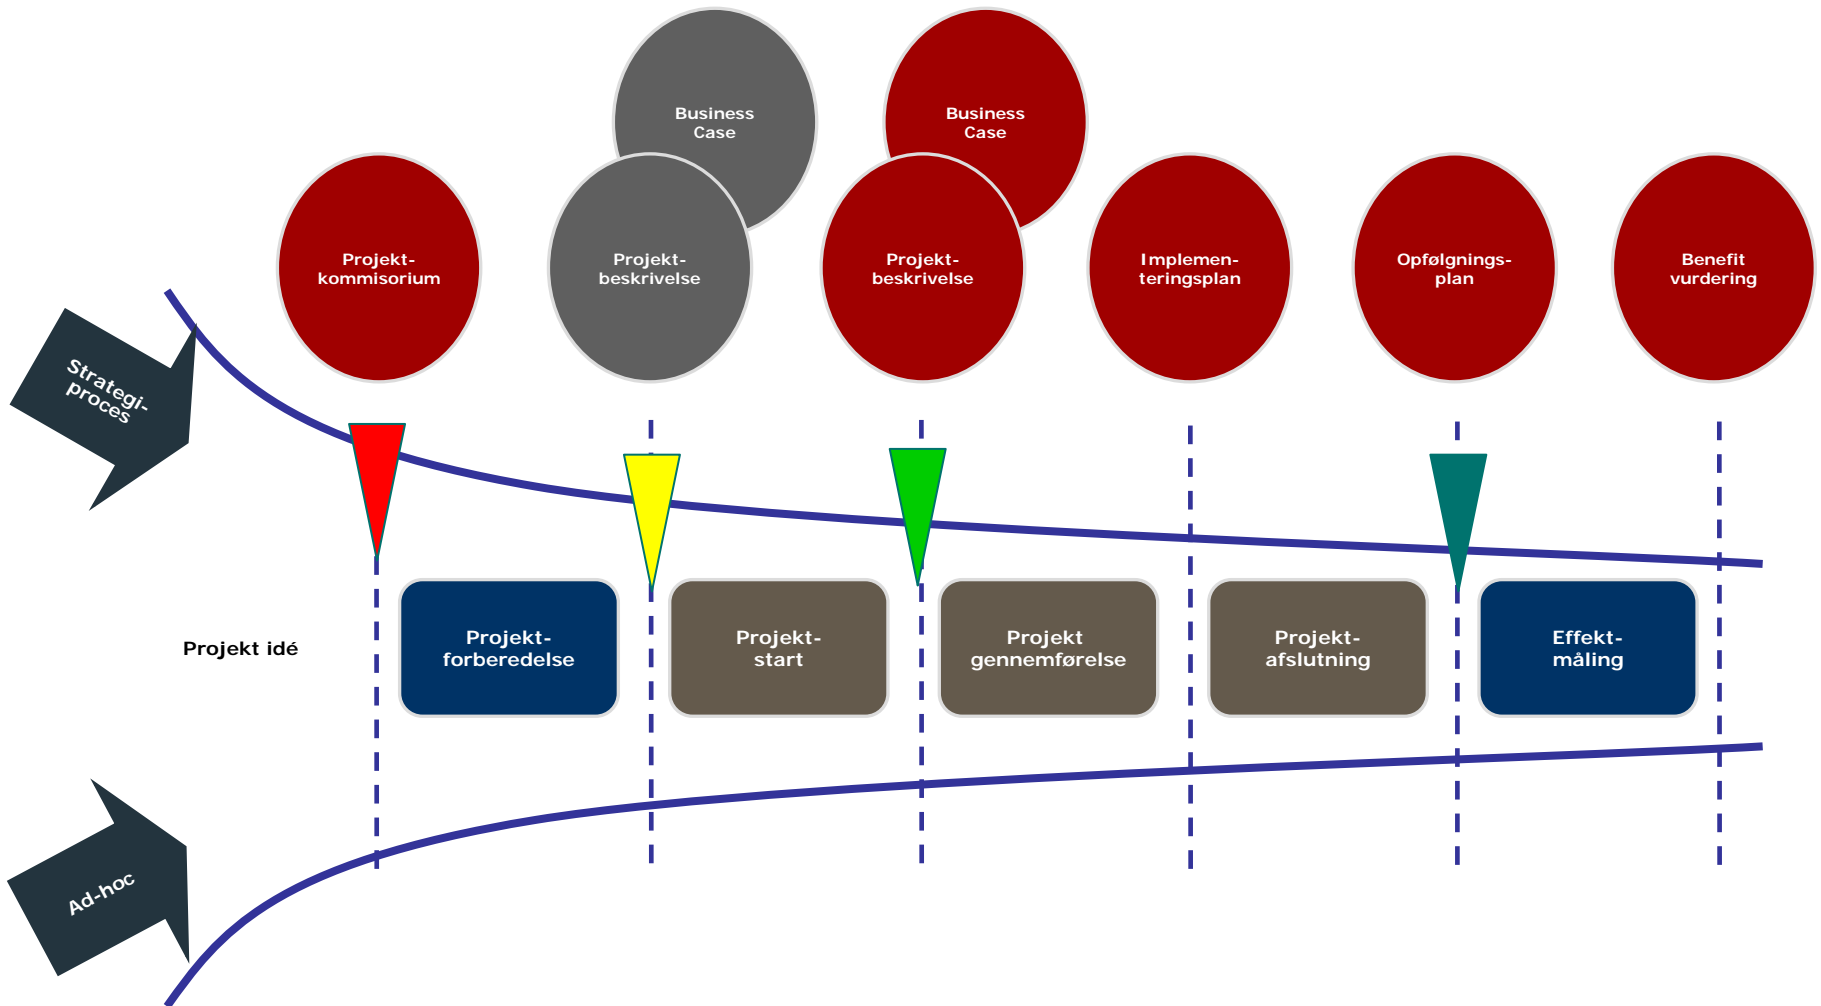 Business
Case
Business
Case
Projekt-
kommisorium
Projekt-
beskrivelse
Projekt-
beskrivelse
Implemen-
teringsplan
Opfølgnings-
plan
Benefit
vurdering
Strategi-
proces
Projekt idé
Projekt-
forberedelse
Projekt-
start
Projekt
gennemførelse
Projekt-
afslutning
Effekt-
måling
Ad-hoc